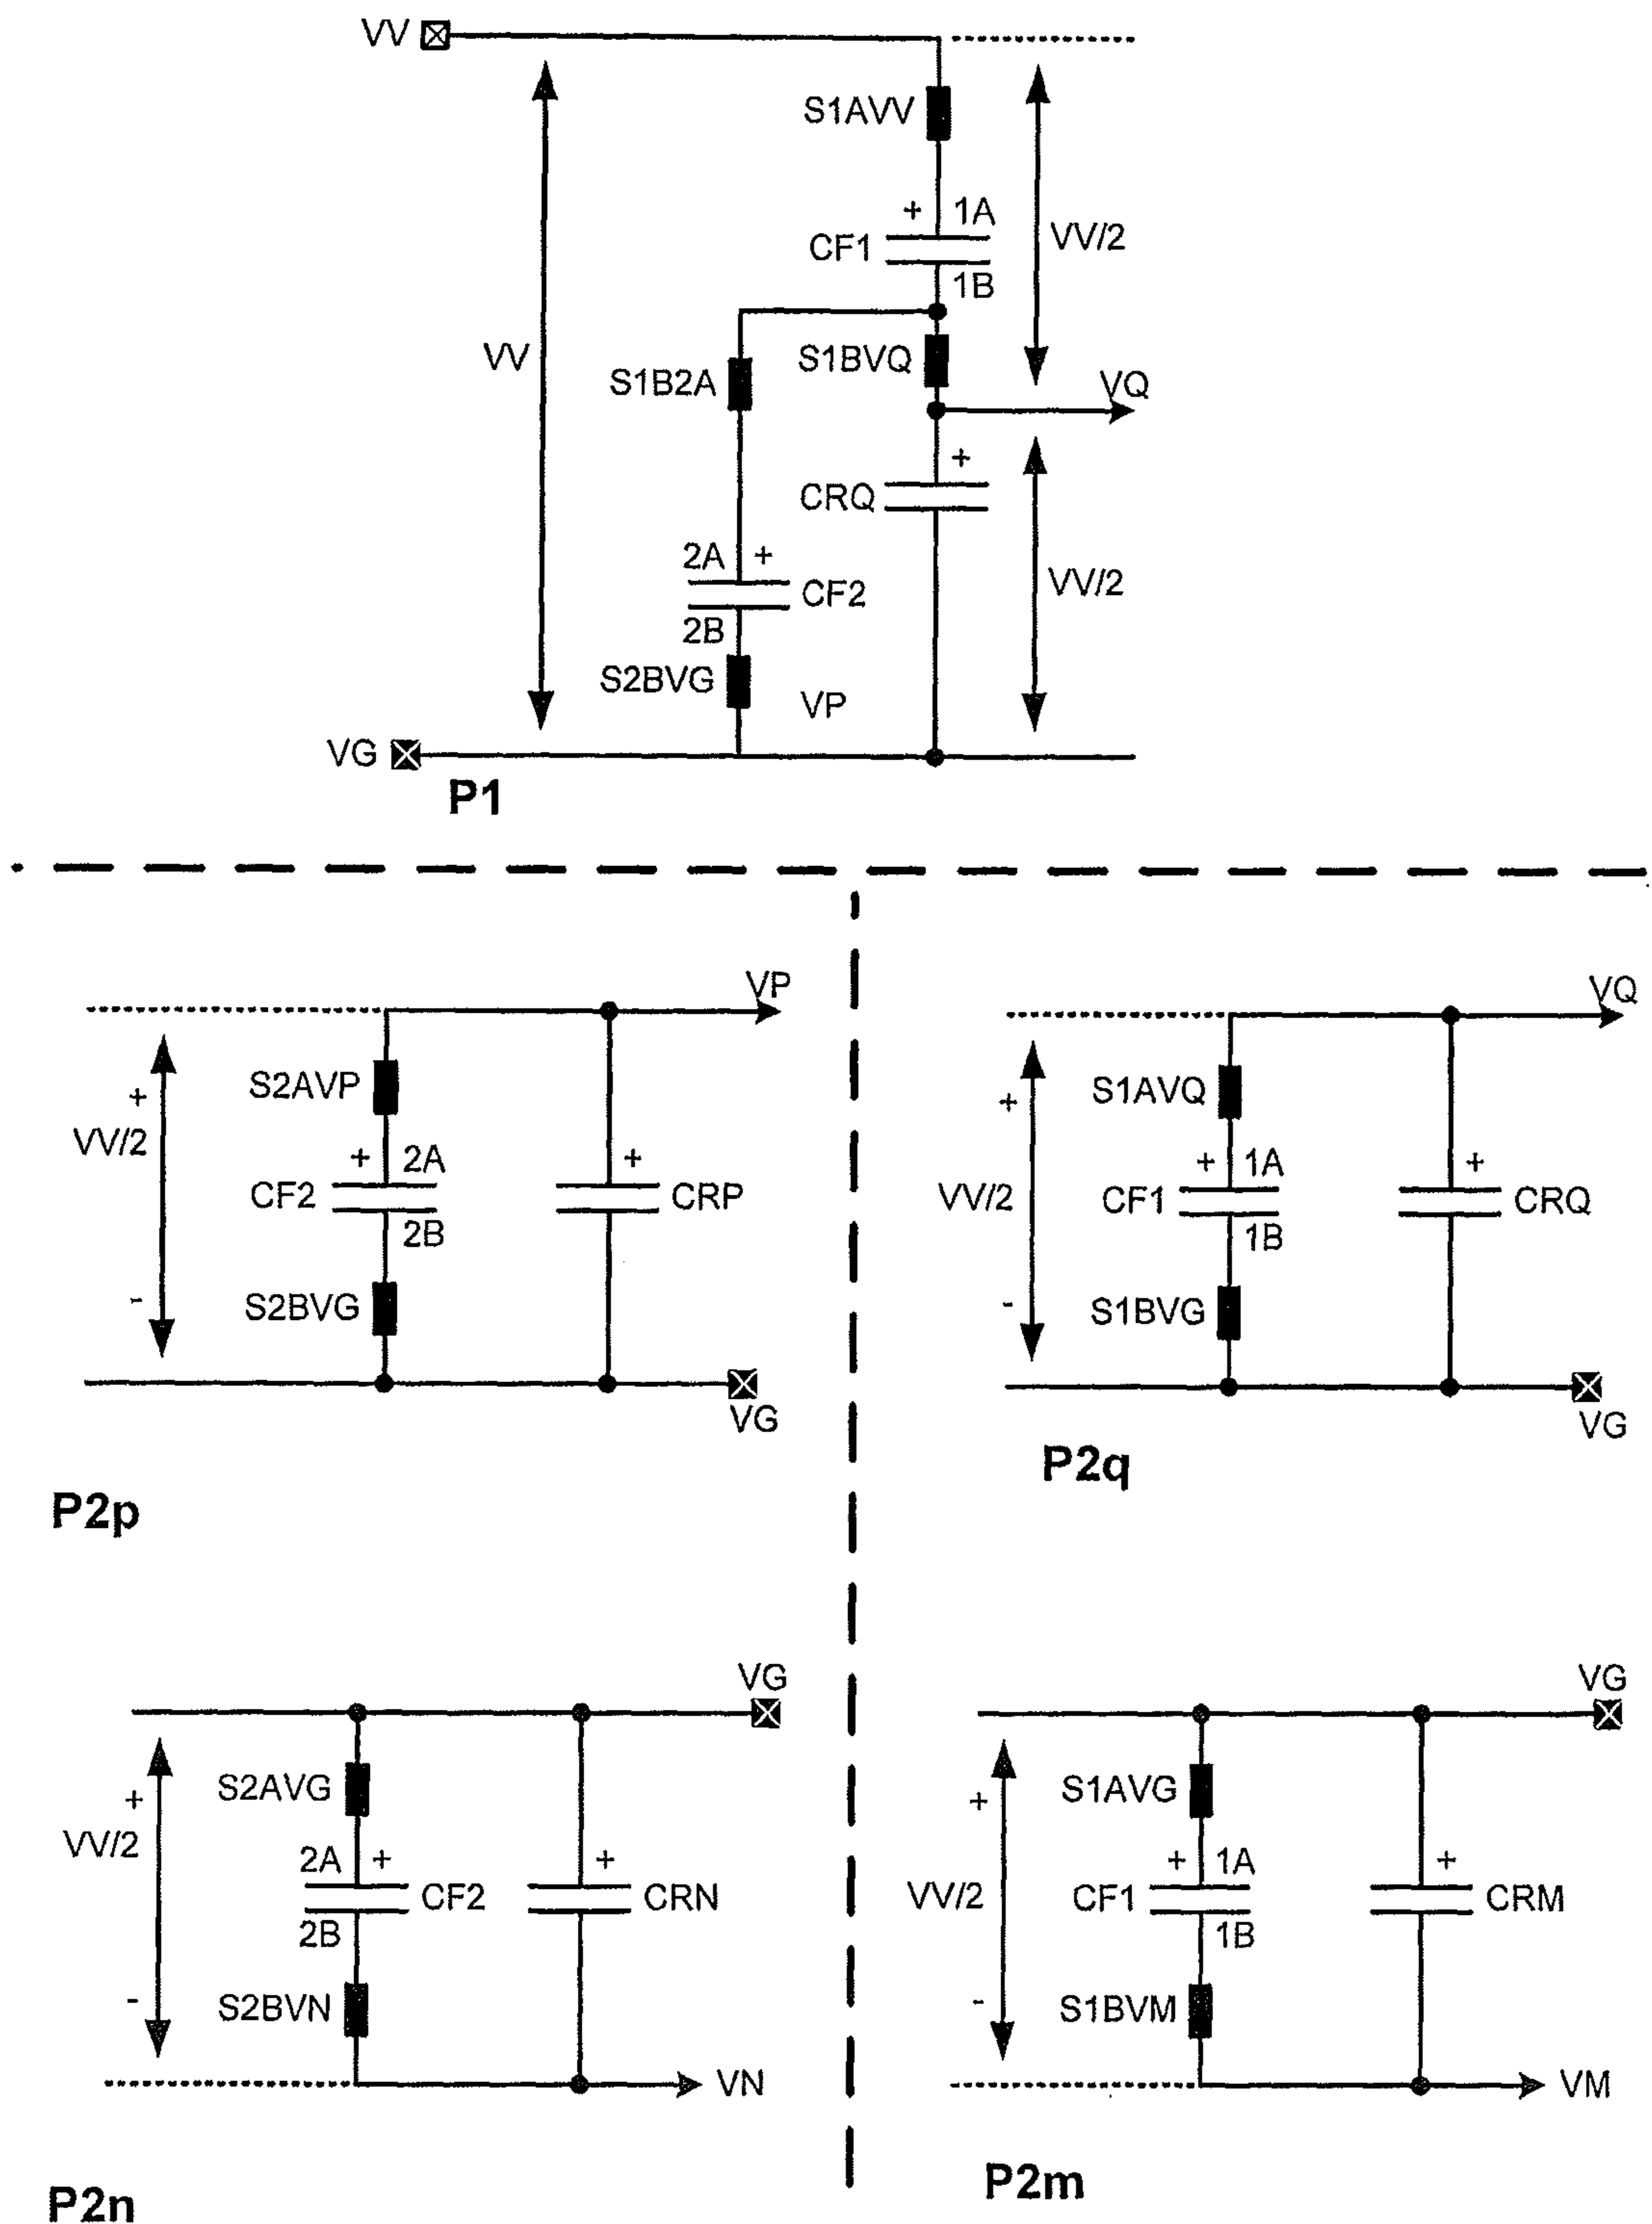 VV
S1AVV
+ 1A
CF1
VV/2
1B
VV
S1B2A
S1BVQ
VQ
+
CRQ
2A +
CF2
VV/2
2B
S2BVG
VP
VG
P1
VP
S2AVP
+
VV/2
+ 2A
+
CF2
CRP
2B
-
S2BVG
VG
P2p
VQ
S1AVQ
+
VV/2
+ 1A
+
CF1
CRQ
1B
-
S1BVG
VG
P2q
VG
S2AVG
+
VV/2
2A +
+
CF2
CRN
2B
-
S2BVN
VN
P2n
VG
S1AVG
+
VV/2
+ 1A
+
CF1
CRM
1B
-
S1BVM
VM
P2m